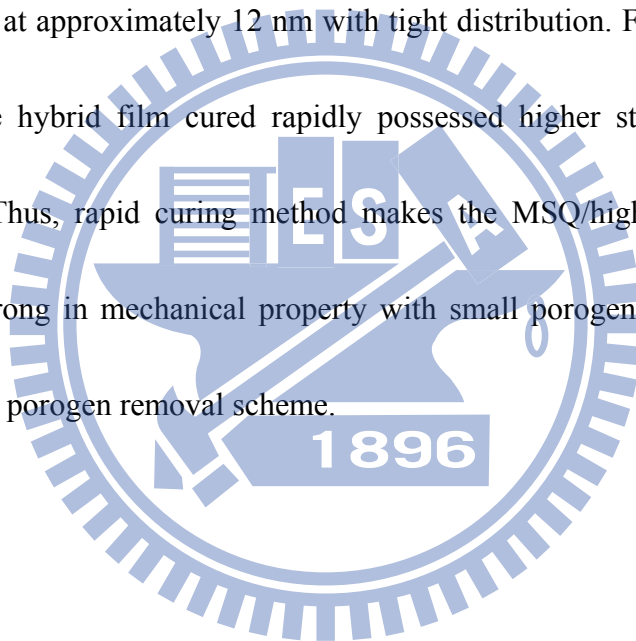 at approximately 12 nm with tight distribution. F
hybrid film cured rapidly possessed higher st
Thus, rapid curing method makes the MSQ/high
rong in mechanical property with small porogen
porogen removal scheme.
E S A
1896